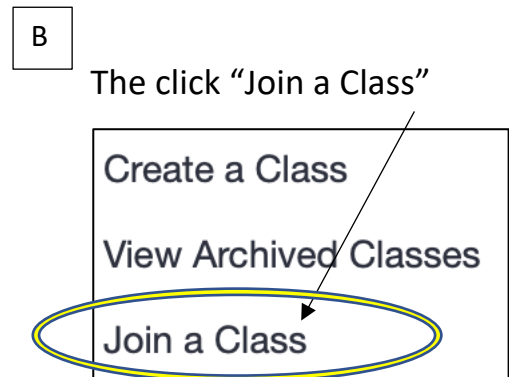 B
The click “Join a Class”
Create a Class
View Archived Classes
Join a Class